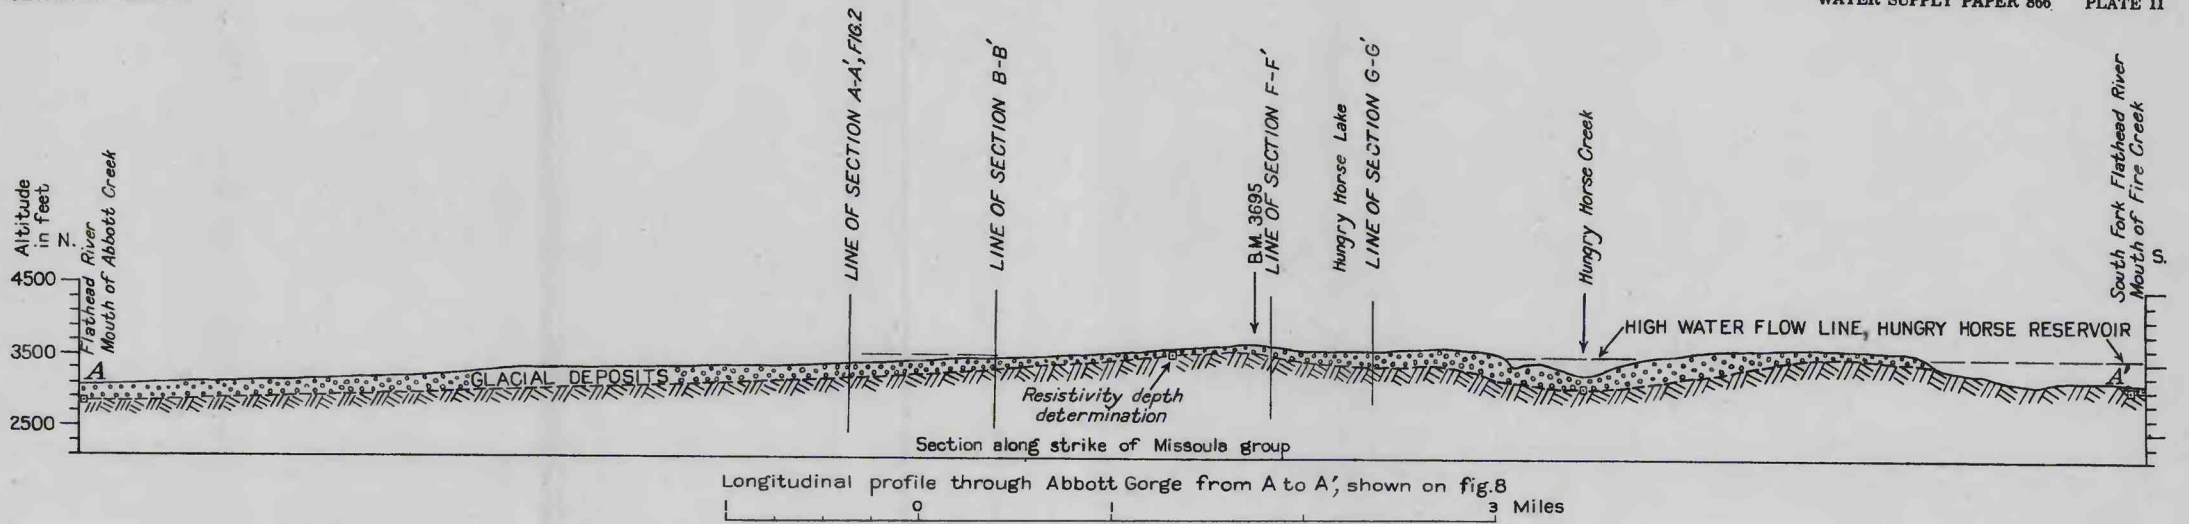 WATER SUPPLY PAPER 866 PLATE 11
Altitude
in feet
N.
Flathead River
Mouth of Abbott Creek
LINE OF SECTION A-A', FIG.2
LINE OF SECTION B-B'
B.M. 3695
LINE OF SECTION F-F'
Hungry Horse Lake
LINE OF SECTION G-G'
Hungry Horse Creek
South Fork Flathead River
Mouth of Fire Creek
S.
4500
3500
2500
A
GLACIAL DEPOSITS
HIGH WATER FLOW LINE, HUNGRY HORSE RESERVOIR
A'
Resistivity depth
determination
Section along strike of Missoula group
Longitudinal profile through Abbott Gorge from A to A', shown on fig.8
1 0 1 3 Miles